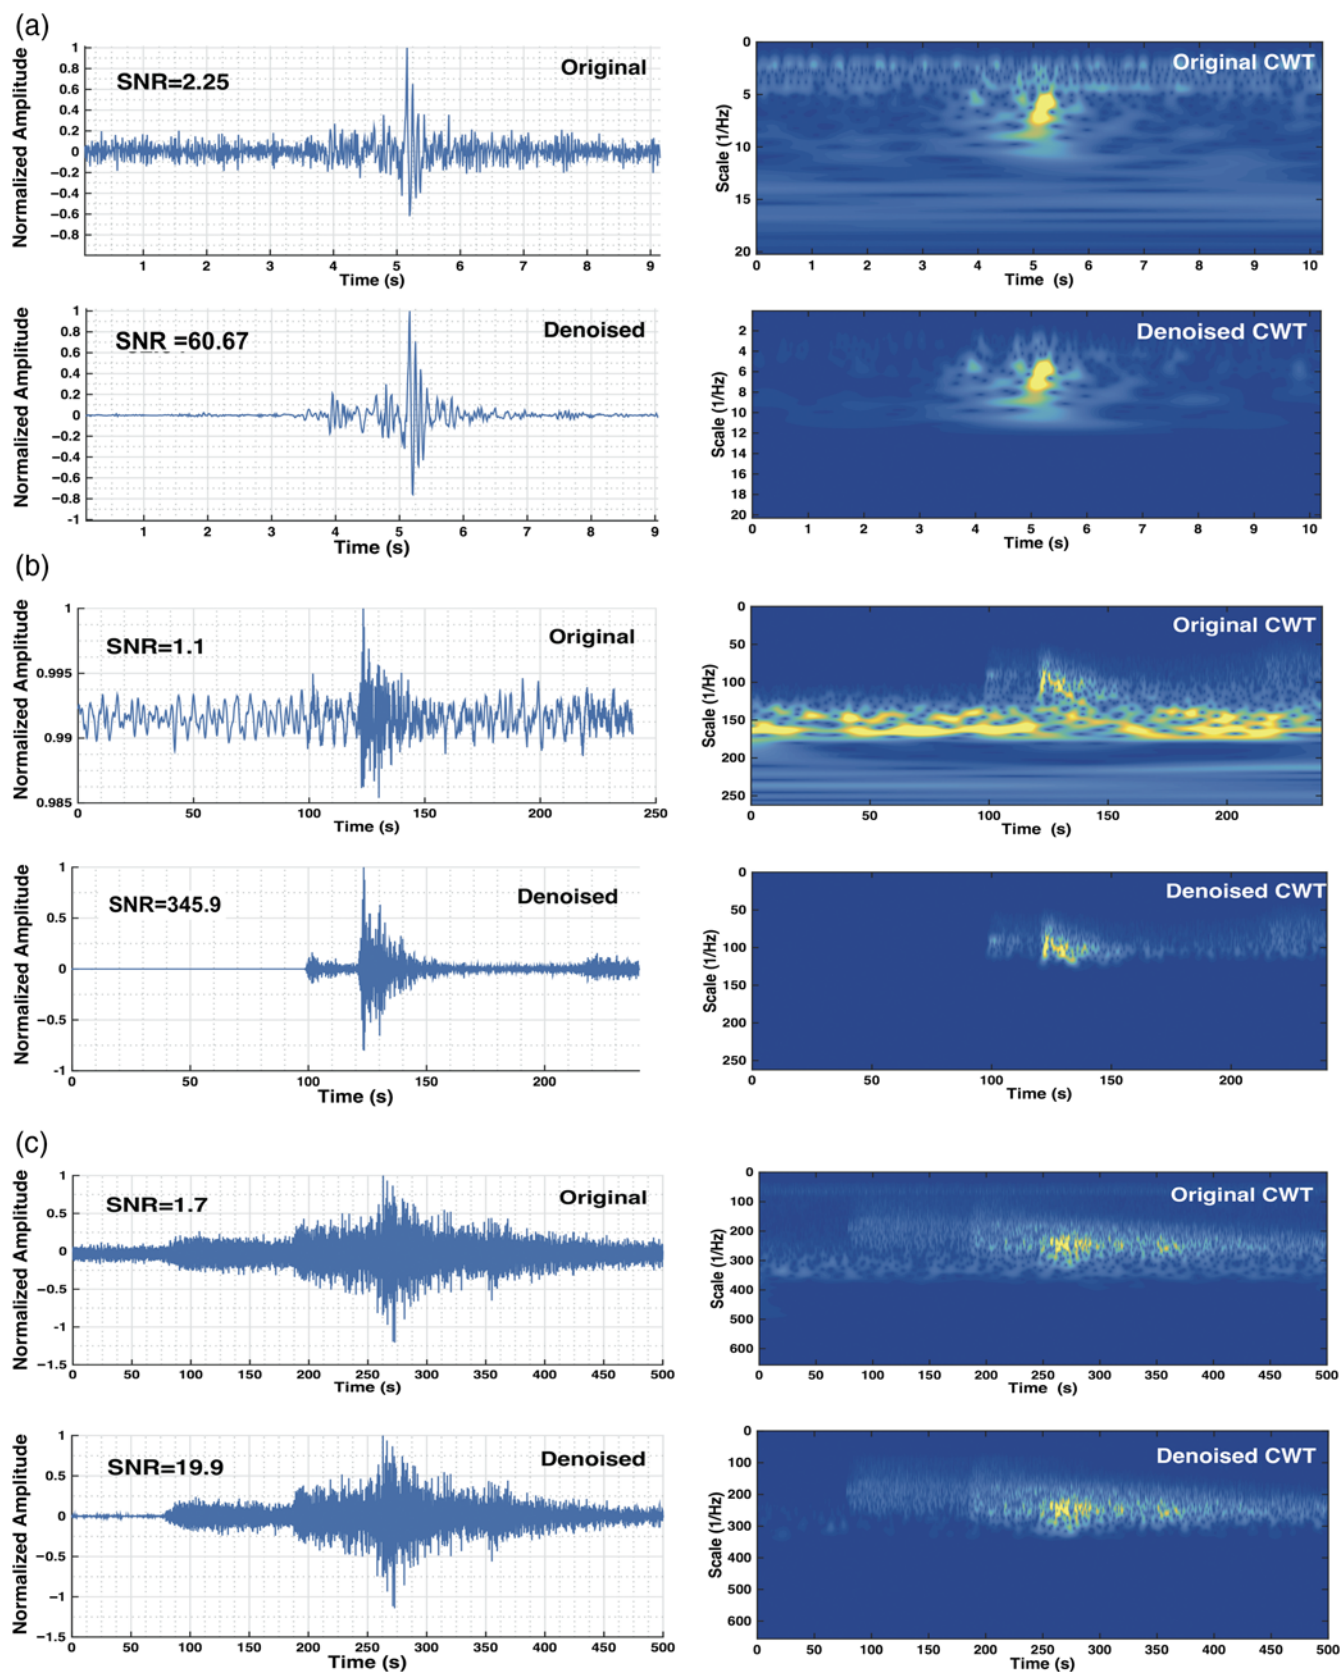 (a)
Normalized Amplitude
1
0.8
0.6
0.4
0.2
0
−0.2
−0.4
−0.6
−0.8
SNR=2.25
Original
1 2 3 4 5 6 7 8 9
Time (s)
Scale (1/Hz)
0
5
10
15
20
Original CWT
0 1 2 3 4 5 6 7 8 9 10
Time (s)
Normalized Amplitude
1
0.8
0.6
0.4
0.2
0
−0.2
−0.4
−0.6
−0.8
-1
SNR =60.67
Denoised
1 2 3 4 5 6 7 8 9
Time (s)
Scale (1/Hz)
2
4
6
8
10
12
14
16
18
20
Denoised CWT
0 1 2 3 4 5 6 7 8 9 10
Time (s)
(b)
Normalized Amplitude
1
0.995
0.99
0.985
SNR=1.1
Original
0 50 100 150 200 250
Time (s)
Scale (1/Hz)
0
50
100
150
200
250
Original CWT
0 50 100 150 200
Time (s)
Normalized Amplitude
1
0.5
0
−0.5
-1
SNR=345.9
Denoised
0 50 100 150 200
Time (s)
Scale (1/Hz)
0
50
100
150
200
250
Denoised CWT
0 50 100 150 200
Time (s)
(c)
Normalized Amplitude
1
0.5
0
−0.5
-1
−1.5
SNR=1.7
Original
0 50 100 150 200 250 300 350 400 450 500
Time (s)
Scale (1/Hz)
0
100
200
300
400
500
600
Original CWT
0 50 100 150 200 250 300 350 400 450 500
Time (s)
Normalized Amplitude
1
0.5
0
−0.5
-1
−1.5
SNR=19.9
Denoised
0 50 100 150 200 250 300 350 400 450 500
Time (s)
Scale (1/Hz)
0
100
200
300
400
500
600
Denoised CWT
0 50 100 150 200 250 300 350 400 450 500
Time (s)